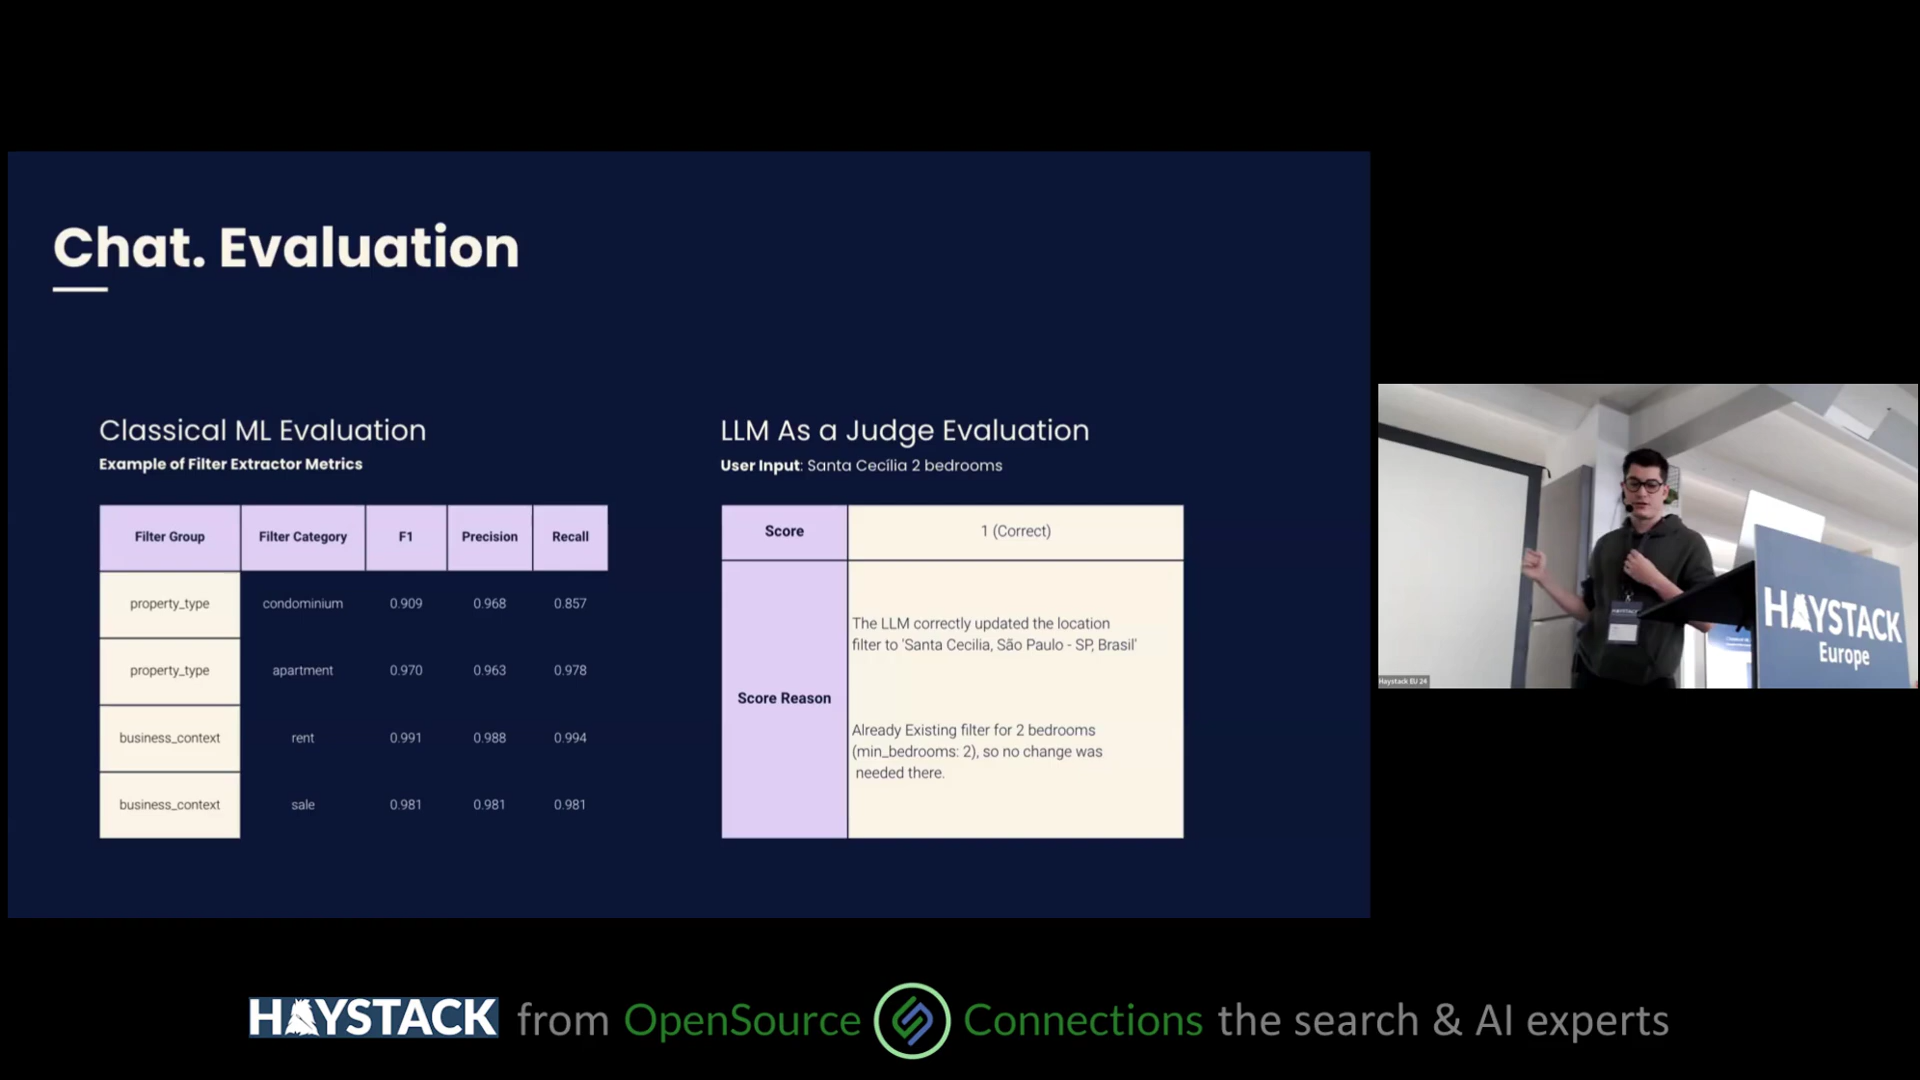 Chat. Evaluation
Classical ML Evaluation
Example of Filter Extractor Metrics
Filter Group Filter Category F1 Precision Recall
property_type condominium 0.909 0.968 0.857
property_type apartment 0.970 0.963 0.978
business_context rent 0.991 0.988 0.994
business_context sale 0.981 0.981 0.981
LLM As a Judge Evaluation
User Input: Santa Cecília 2 bedrooms
Score 1 (Correct)
Score Reason
The LLM correctly updated the location
filter to 'Santa Cecilia, São Paulo - SP, Brasil'
Already Existing filter for 2 bedrooms
(min_bedrooms: 2), so no change was
needed there.
HAYSTACK
Europe
Haystack EU 24
HAYSTACK from OpenSource Connections the search & AI experts